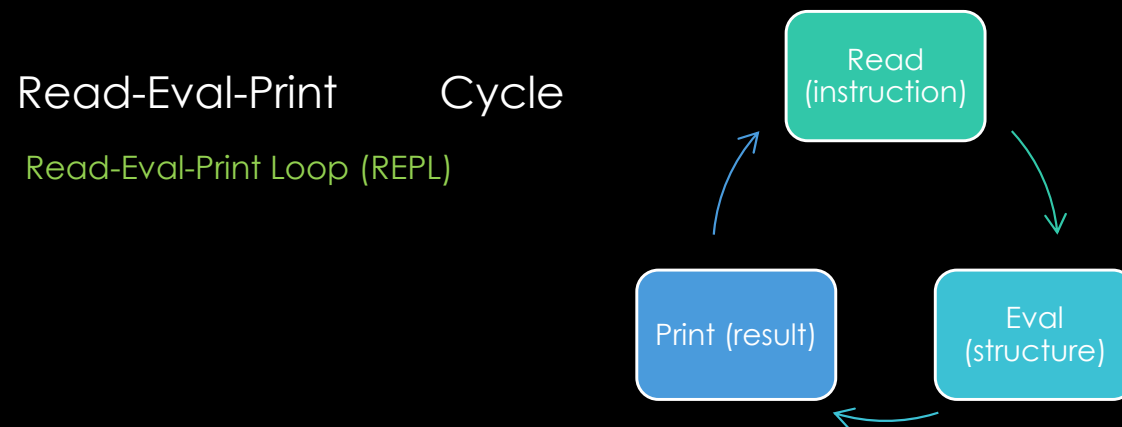 Read-Eval-Print Cycle
Read-Eval-Print Loop (REPL)
Read
(instruction)
Eval
(structure)
Print (result)